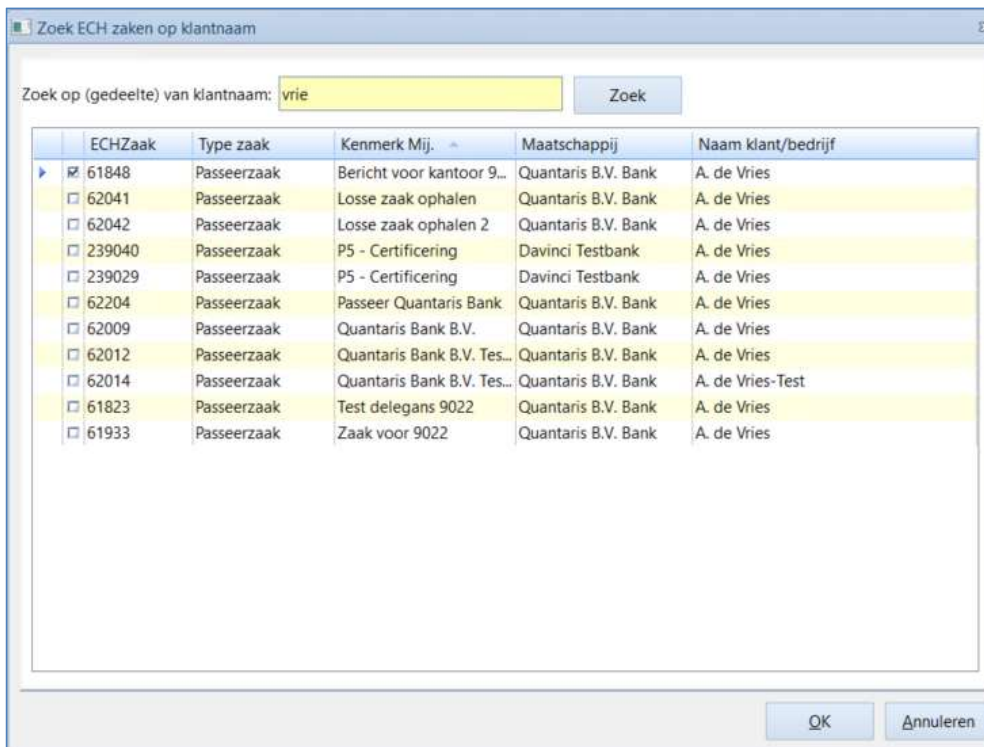 Zoek ECH zaken op klantnaam
Zoek op (gedeelte) van klantnaam: vrie Zoek
ECHZaak Type zaak Kenmerk Mij. Maatschappij Naam klant/bedrijf
61848 Passeerzaak Bericht voor kantoor 9... Quantaris B.V. Bank A. de Vries
62041 Passeerzaak Losse zaak ophalen Quantaris B.V. Bank A. de Vries
62042 Passeerzaak Losse zaak ophalen 2 Quantaris B.V. Bank A. de Vries
239040 Passeerzaak P5 - Certificering Davinci Testbank A. de Vries
239029 Passeerzaak P5 - Certificering Davinci Testbank A. de Vries
62204 Passeerzaak Passeer Quantaris Bank Quantaris B.V. Bank A. de Vries
62009 Passeerzaak Quantaris Bank B.V. Quantaris B.V. Bank A. de Vries
62012 Passeerzaak Quantaris Bank B.V. Tes... Quantaris B.V. Bank A. de Vries
62014 Passeerzaak Quantaris Bank B.V. Tes... Quantaris B.V. Bank A. de Vries-Test
61823 Passeerzaak Test delegans 9022 Quantaris B.V. Bank A. de Vries
61933 Passeerzaak Zaak voor 9022 Quantaris B.V. Bank A. de Vries
OK Annuleren